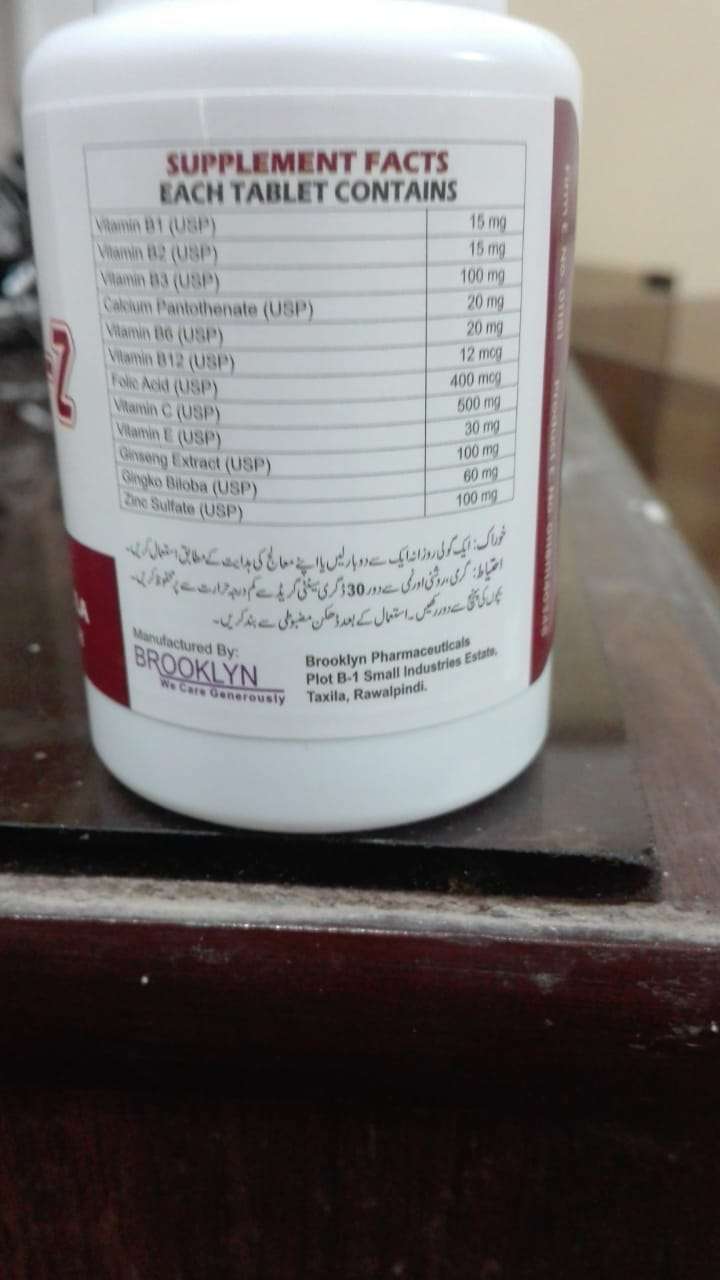 SUPPLEMENT FACTS
EACH TABLET CONTAINS
Vitamin B1 (USP) 15 mg
Vitamin B2 (USP) 15 mg
Vitamin B3 (USP) 100 mg
Calcium Pantothenate (USP) 20 mg
Vitamin B6 (USP) 20 mg
Vitamin B12 (USP) 12 mcg
Folic Acid (USP) 400 mcg
Vitamin C (USP) 500 mg
Vitamin E (USP) 30 mg
Ginseng Extract (USP) 100 mg
Gingko Biloba (USP) 60 mg
Zinc Sulfate (USP) 100 mg
خوراک: ایک گولی روزانہ ایک سے دو بار لیں یا اپنے معالج کی ہدایت کے مطابق استعمال کریں۔
احتیاط: گرمی، روشنی اور نمی سے دور 30 ڈگری سینٹی گریڈ سے کم درجہ حرارت سے پر محفوظ کریں۔
بچوں کی پہنچ سے دور رکھیں۔ استعمال کے بعد ڈھکن مضبوطی سے بند کریں۔
Manufactured By:
BROOKLYN
We Care Generously
Brooklyn Pharmaceuticals
Plot B-1 Small Industries Estate,
Taxila, Rawalpindi.
Z